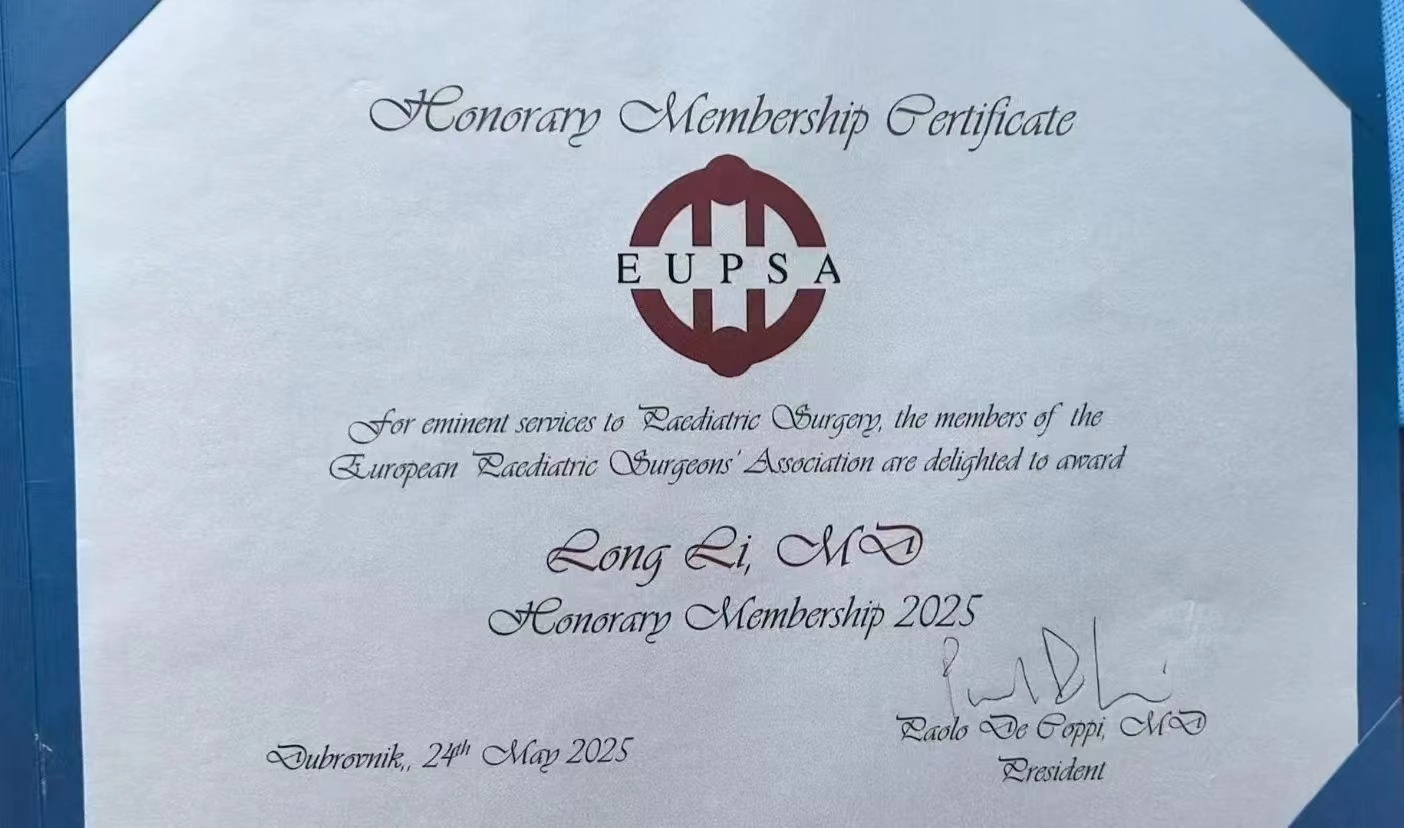 Honorary Membership Certificate
EUPSA
For eminent services to Paediatric Surgery, the members of the
European Paediatric Surgeons' Association are delighted to award
Long Li, MD
Honorary Membership 2025
Paolo De Coppi, MD
President
Dubrovnik,, 24th May 2025